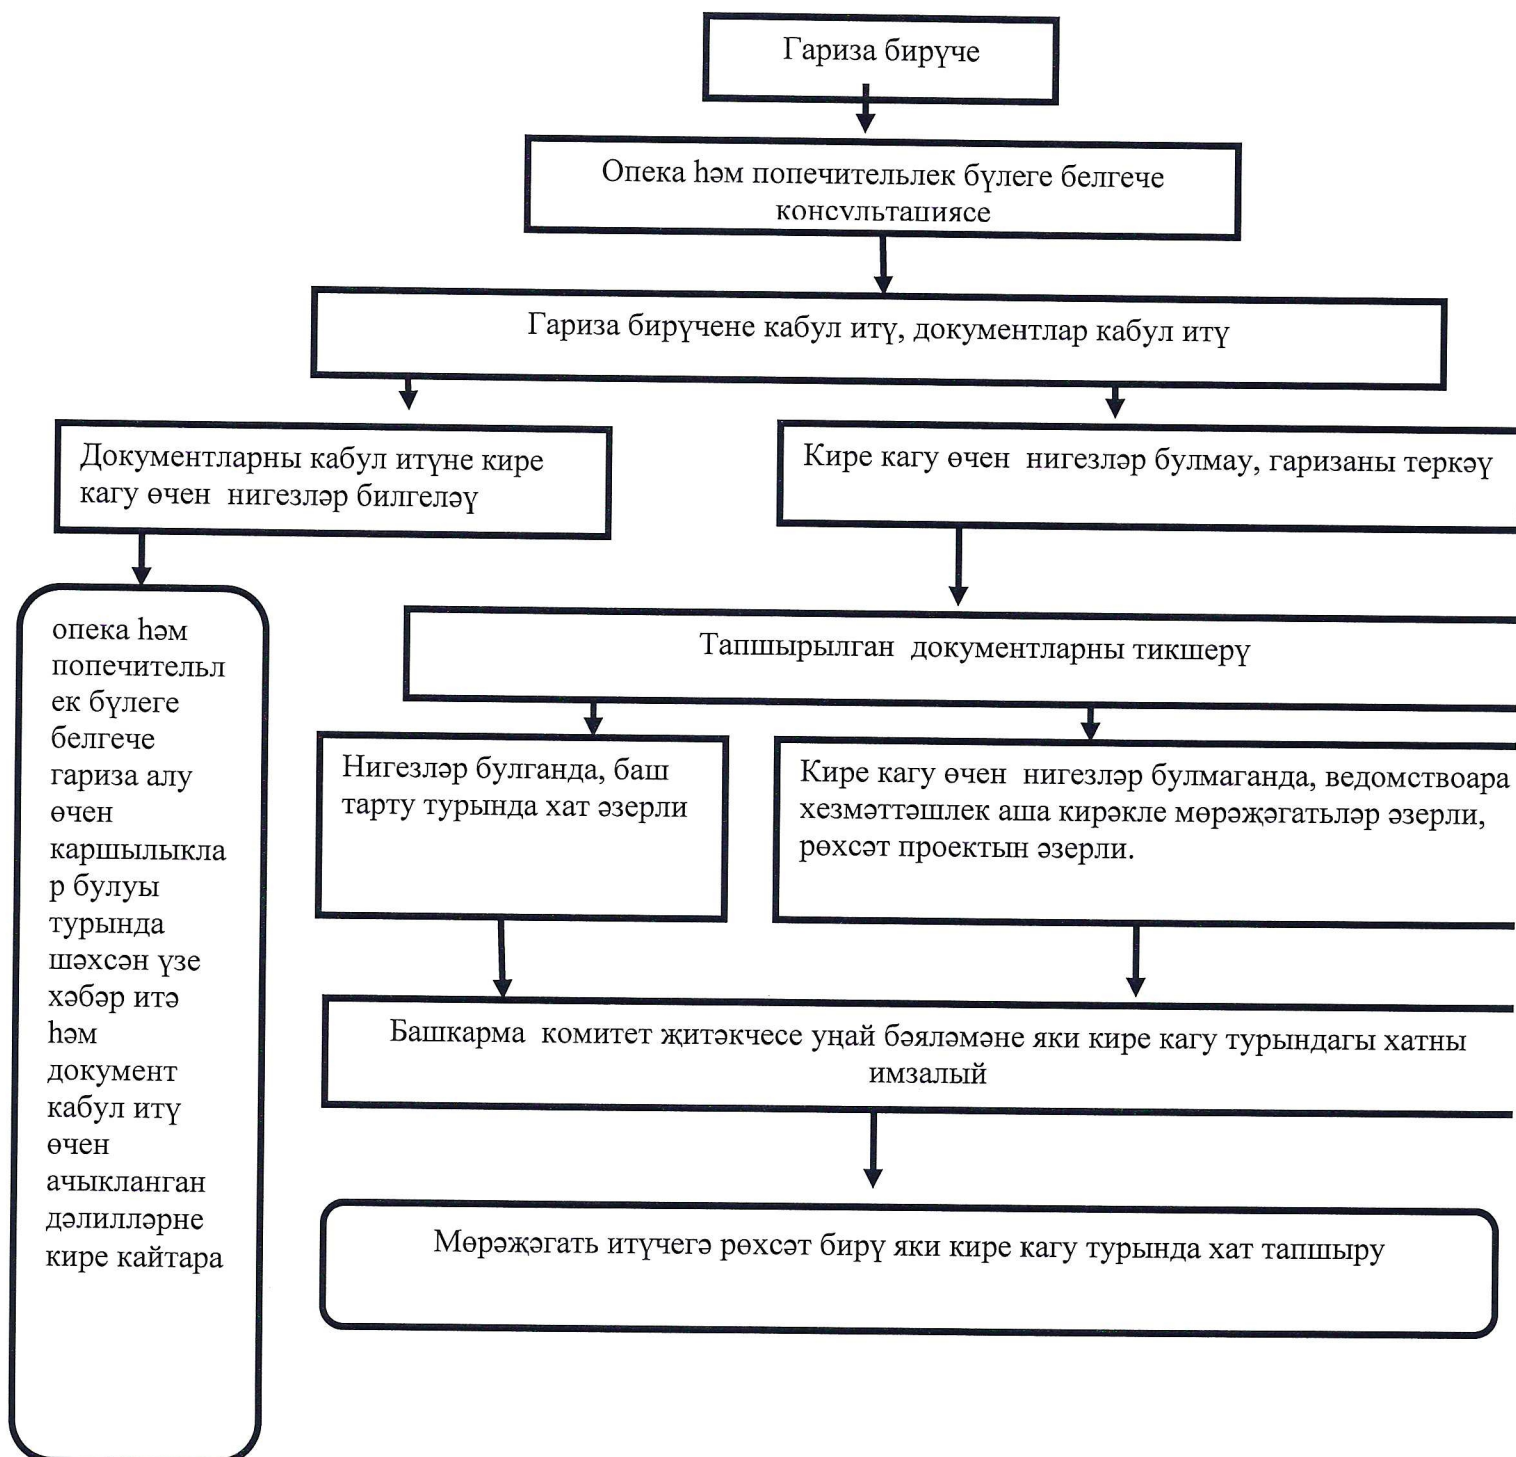 Гариза бирүче
Опека һәм попечительлек бүлеге белгече
консультациясе
Гариза бирүчене кабул итү, документлар кабул итү
Документларны кабул итүне кире
кагу өчен нигезләр билгеләү
Кире кагу өчен нигезләр булмау, гаризаны теркәү
опека һәм
попечительл
ек бүлеге
белгече
гариза алу
өчен
каршылыкла
р булуы
турында
шәхсән үзе
хәбәр итә
һәм
документ
кабул итү
өчен
ачыкланган
дәлилләрне
кире кайтара
Тапшырылган документларны тикшерү
Нигезләр булганда, баш
тарту турында хат әзерли
Кире кагу өчен нигезләр булмаганда, ведомствоара
хезмәттәшлек аша кирәкле мөрәҗәгатьләр әзерли,
рөхсәт проектын әзерли.
Башкарма комитет җитәкчесе уңай бәяләмәне яки кире кагу турындагы хатны
имзалый
Мөрәҗәгать итүчегә рөхсәт бирү яки кире кагу турында хат тапшыру